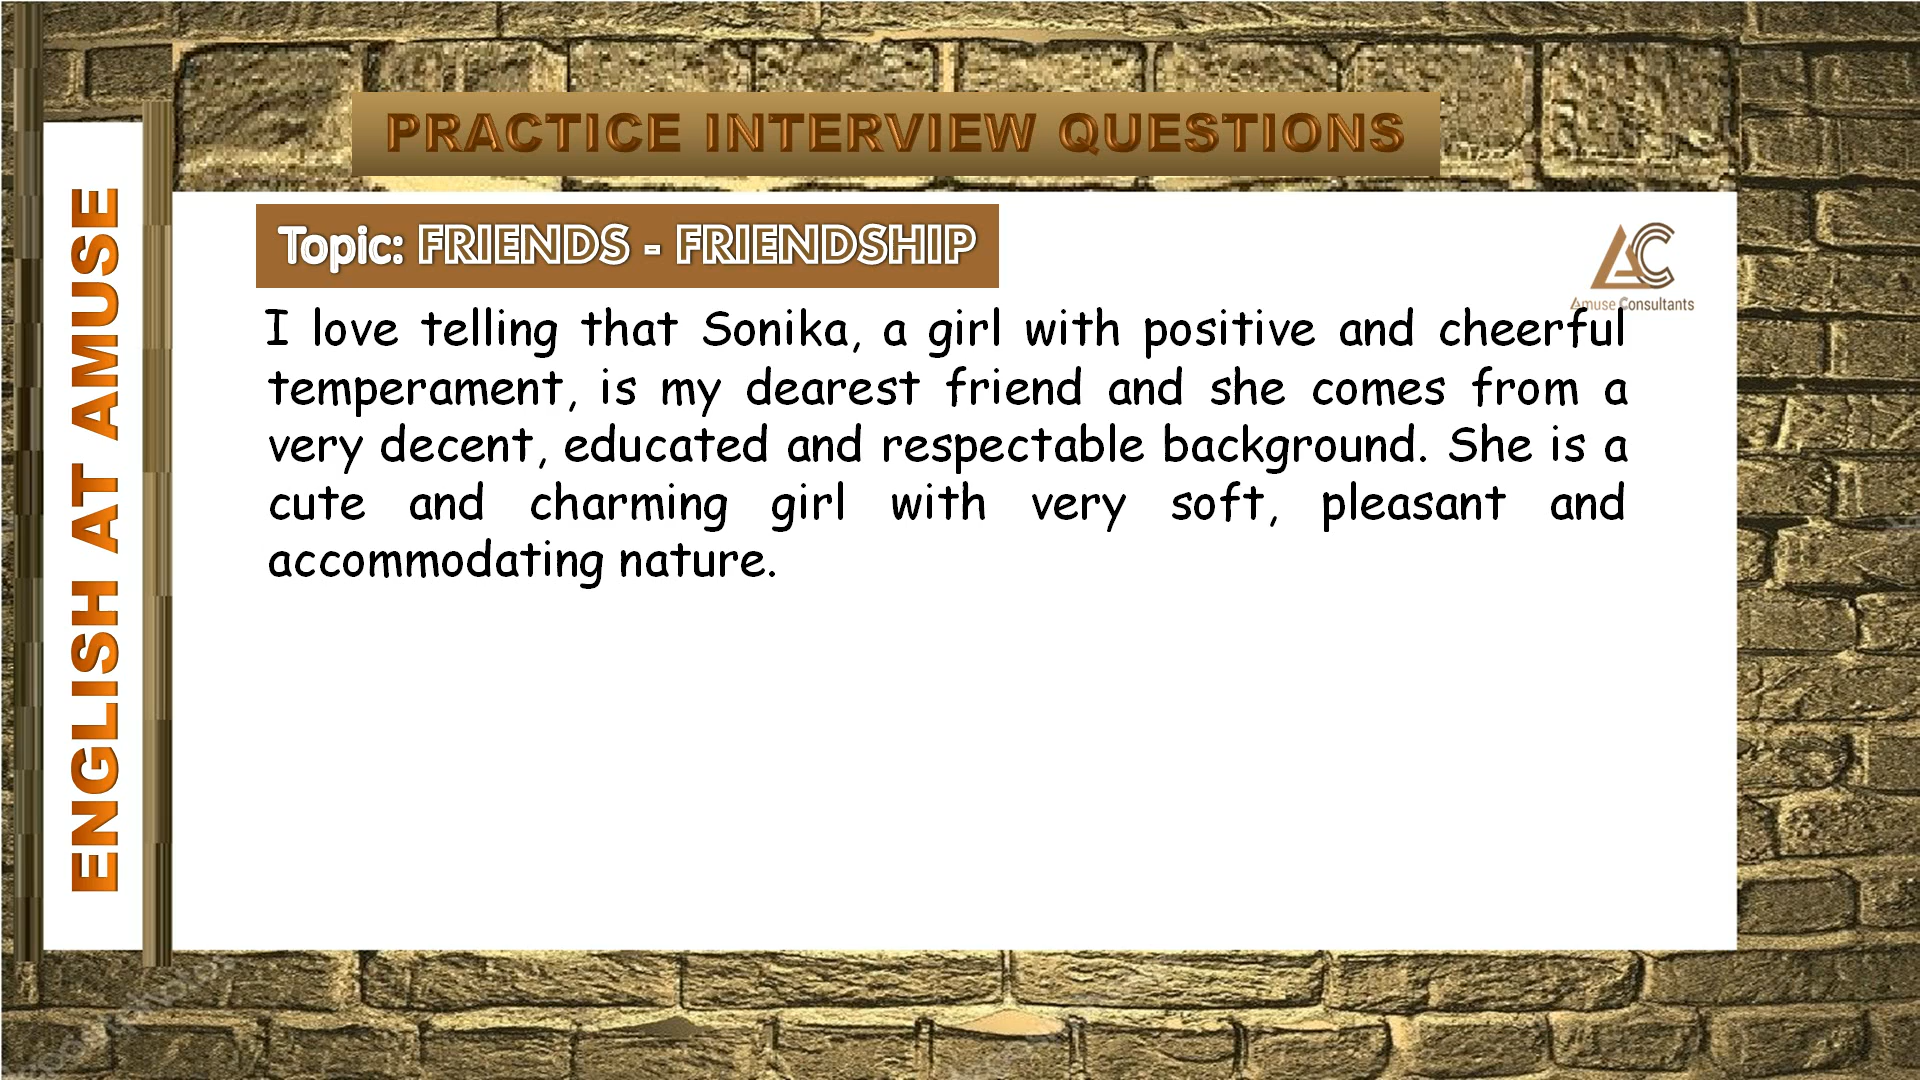 PRACTICE INTERVIEW QUESTIONS
ENGLISH AT AMUSE
Topic: FRIENDS - FRIENDSHIP
AC
Amuse Consultants
I love telling that Sonika, a girl with positive and cheerful
temperament, is my dearest friend and she comes from a
very decent, educated and respectable background. She is a
cute and charming girl with very soft, pleasant and
accommodating nature.